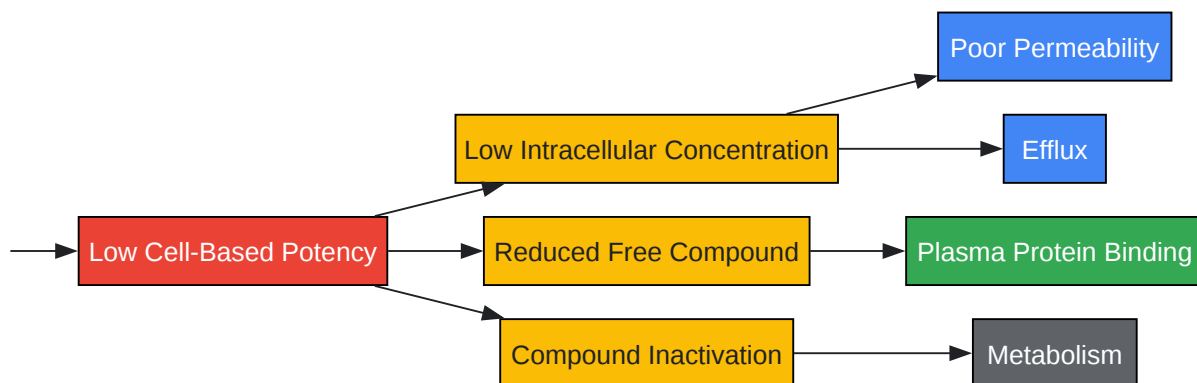 Poor Permeability
Low Intracellular Concentration
Efflux
Low Cell-Based Potency
Reduced Free Compound
Plasma Protein Binding
Compound Inactivation
Metabolism